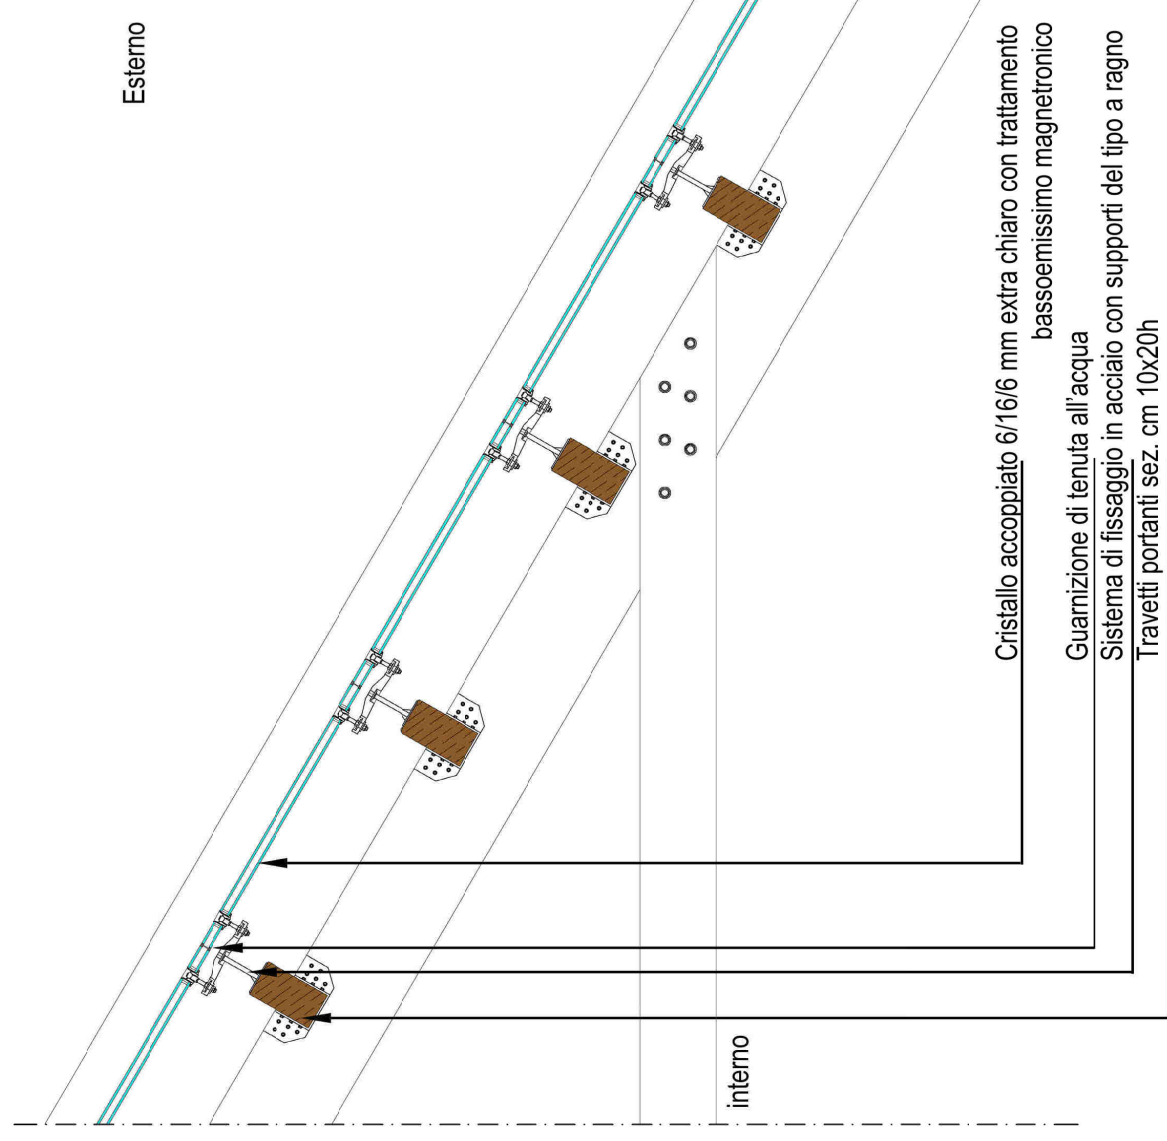 Esterno
Cristallo accoppiato 6/16/6 mm extra chiaro con trattamento
bassoemissimo magnetronico
Guarnizione di tenuta all'acqua
Sistema di fissaggio in acciaio con supporti del tipo a ragno
Travetti portanti sez. cm 10x20h
interno